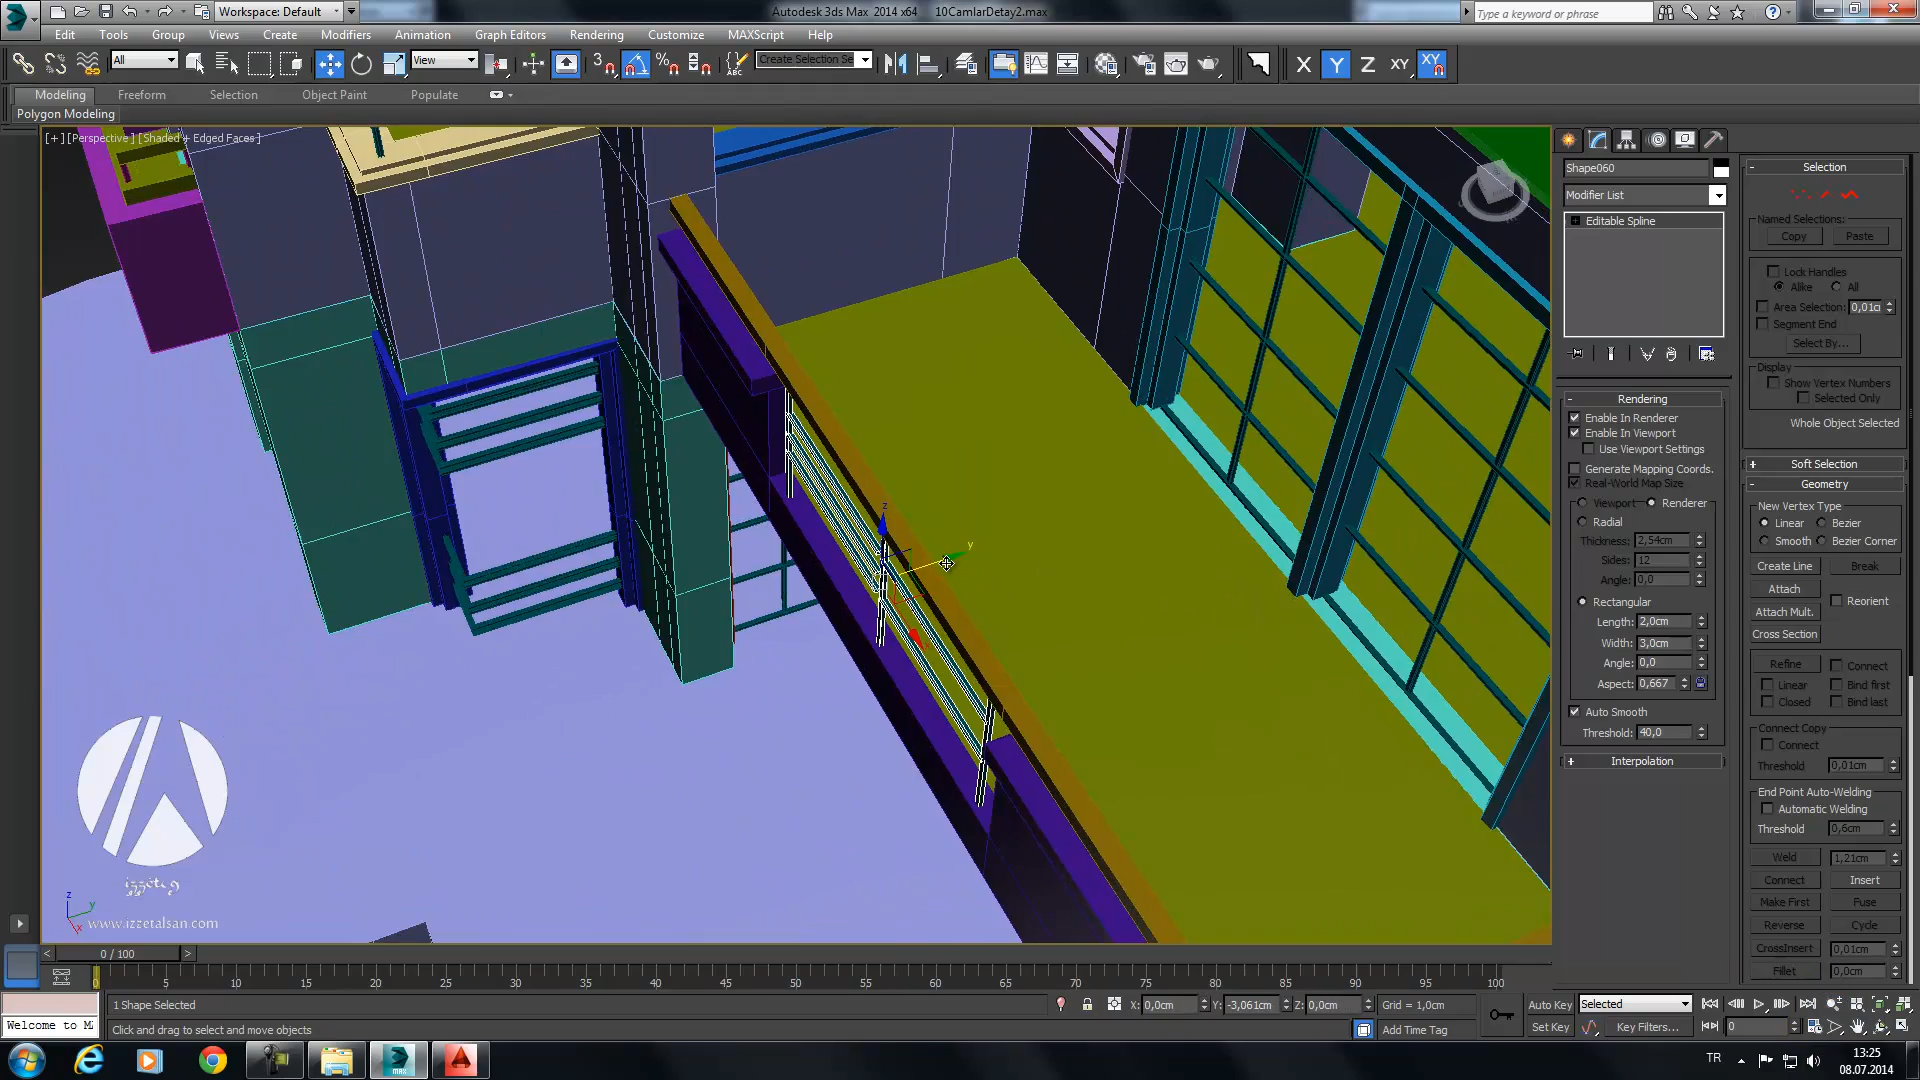 Workspace: Default
Autodesk 3ds Max 2014 x64 10CamlarDetay2.max
Type a keyword or phrase
Edit Tools Group Views Create Modifiers Animation Graph Editors Rendering Customize MAXScript Help
All
View
3
Create Selection Se
X Y Z XY XY
Modeling Freeform Selection Object Paint Populate
Polygon Modeling
[+][Perspective][Shaded + Edged Faces]
z
y
Shape060
Modifier List
Editable Spline
- Rendering
Enable In Renderer
Enable In Viewport
Use Viewport Settings
Generate Mapping Coords.
Real-World Map Size
Viewport Renderer
Radial
Thickness: 2,54cm
Sides: 12
Angle: 0,0
Rectangular
Length: 2,0cm
Width: 3,0cm
Angle: 0,0
Aspect: 0,667
Auto Smooth
Threshold: 40,0
+ Interpolation
- Selection
Named Selections:
Copy Paste
Lock Handles
Alike All
Area Selection: 0,01c
Segment End
Select By...
Display
Show Vertex Numbers
Selected Only
Whole Object Selected
+ Soft Selection
- Geometry
New Vertex Type
Linear Bezier
Smooth Bezier Corner
Create Line Break
Attach
Reorient
Attach Mult.
Cross Section
Refine Connect
Linear Bind first
Closed Bind last
Connect Copy
Connect
Threshold 0,01cm
End Point Auto-Welding
Automatic Welding
Threshold 0,6cm
Weld 1,21cm
Connect Insert
Make First Fuse
Reverse Cycle
CrossInsert 0,01cm
Fillet 0,0cm
z
y
x
www.izzetalsan.com
< 0 / 100 >
0 5 10 15 20 25 30 35 40 45 50 55 60 65 70 75 80 85 90 95 100
1 Shape Selected
X: 0,0cm Y: -3,061cm Z: 0,0cm Grid = 1,0cm
Auto Key Selected
Welcome to M
Click and drag to select and move objects
Add Time Tag
Set Key Key Filters...
0
MAX
TR
13:25
08.07.2014